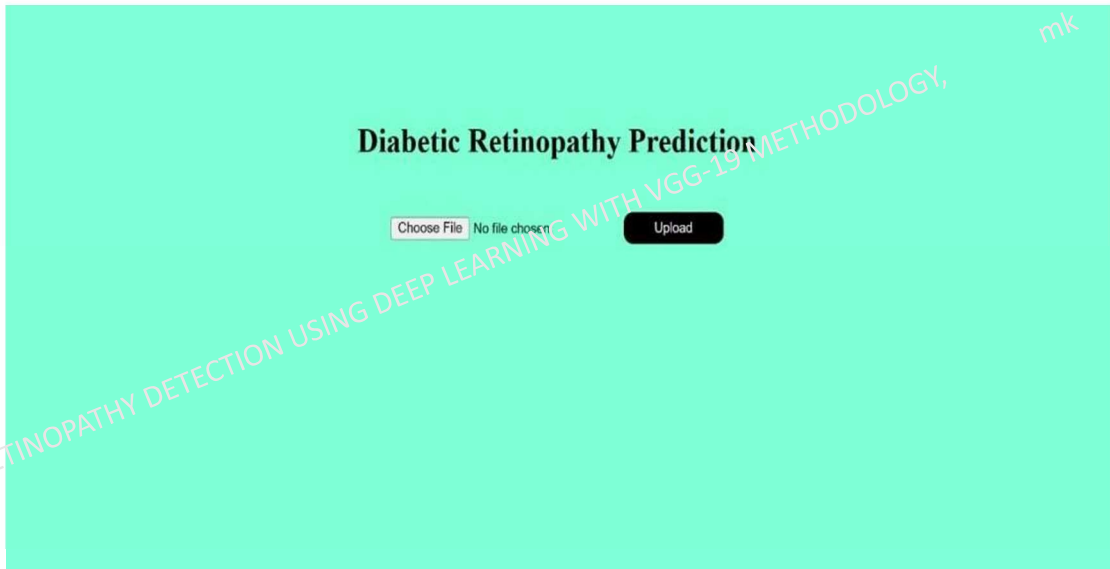 mk
Diabetic Retinopathy Prediction
Choose File No file chosen Upload
TINOPATHY DETECTION USING DEEP LEARNING WITH VGG-19 METHODOLOGY,